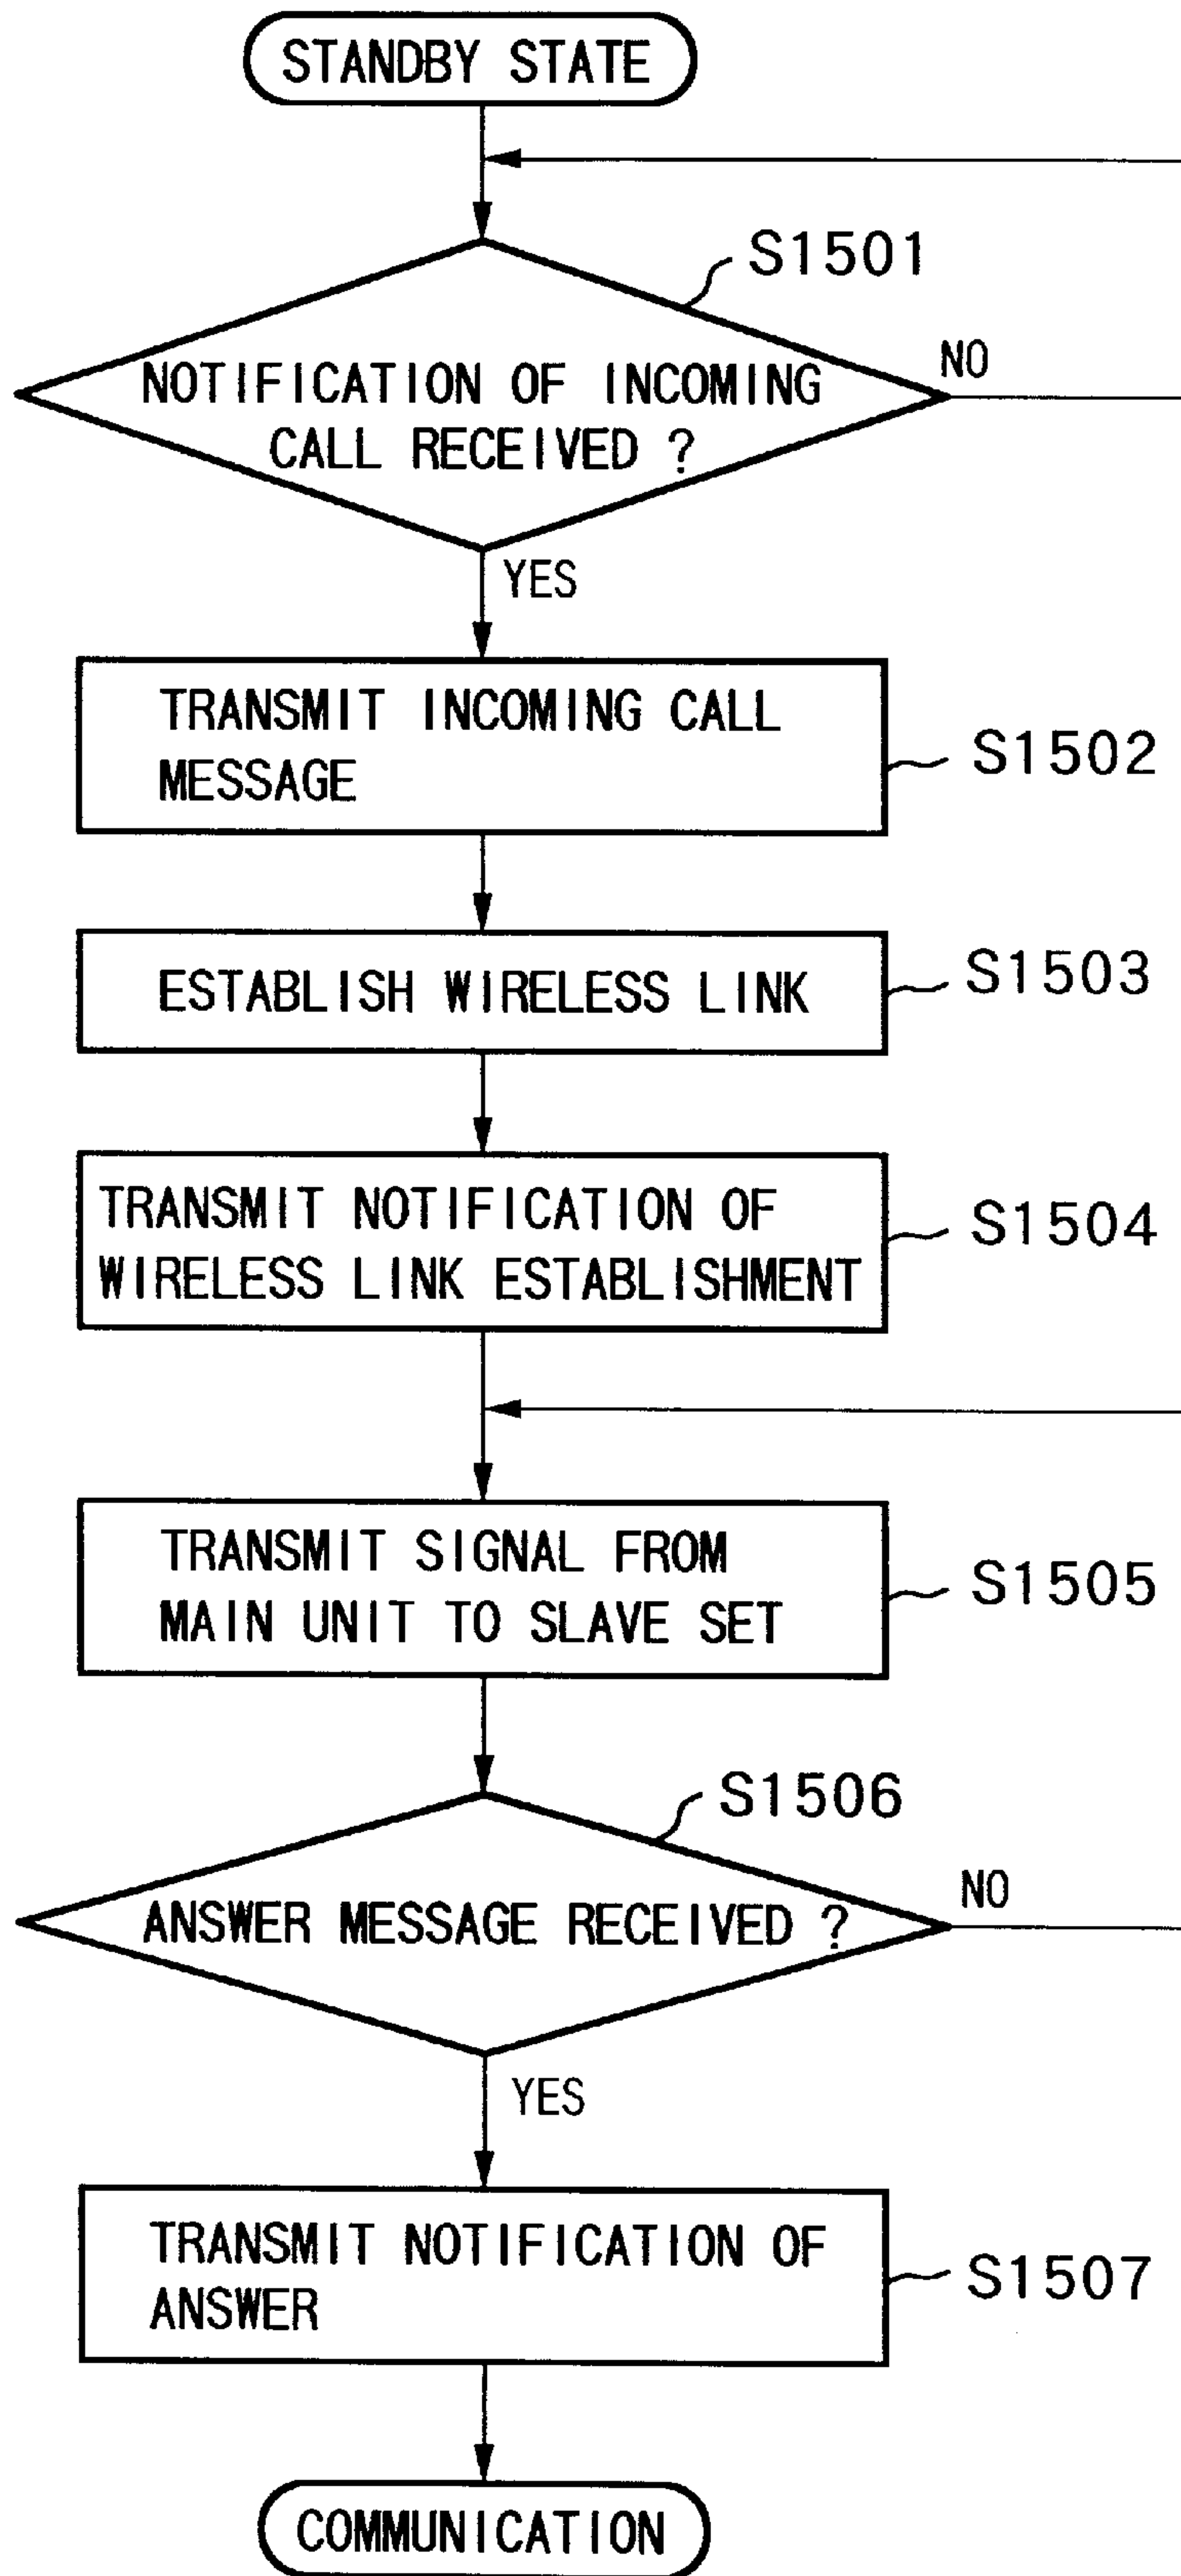 STANDBY STATE
S1501
NOTIFICATION OF INCOMING
CALL RECEIVED ?
NO
YES
TRANSMIT INCOMING CALL
MESSAGE
S1502
ESTABLISH WIRELESS LINK
S1503
TRANSMIT NOTIFICATION OF
WIRELESS LINK ESTABLISHMENT
S1504
TRANSMIT SIGNAL FROM
MAIN UNIT TO SLAVE SET
S1505
S1506
ANSWER MESSAGE RECEIVED ?
NO
YES
TRANSMIT NOTIFICATION OF
ANSWER
S1507
COMMUNICATION